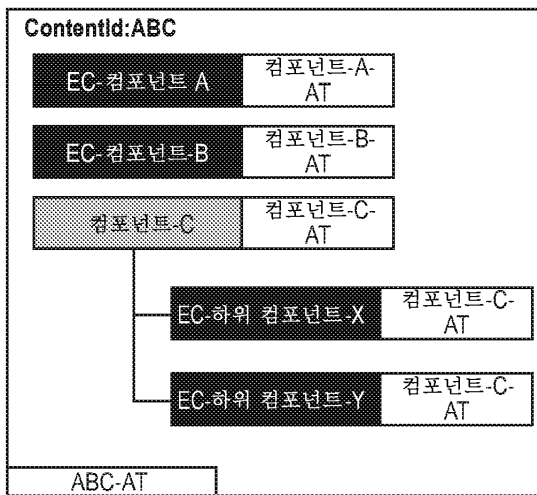 ContentId:ABC
EC-컴포넌트 A
컴포넌트-A-
AT
EC-컴포넌트-B
컴포넌트-B-
AT
컴포넌트-C
컴포넌트-C-
AT
EC-하위 컴포넌트-X
컴포넌트-C-
AT
EC-하위 컴포넌트-Y
컴포넌트-C-
AT
ABC-AT